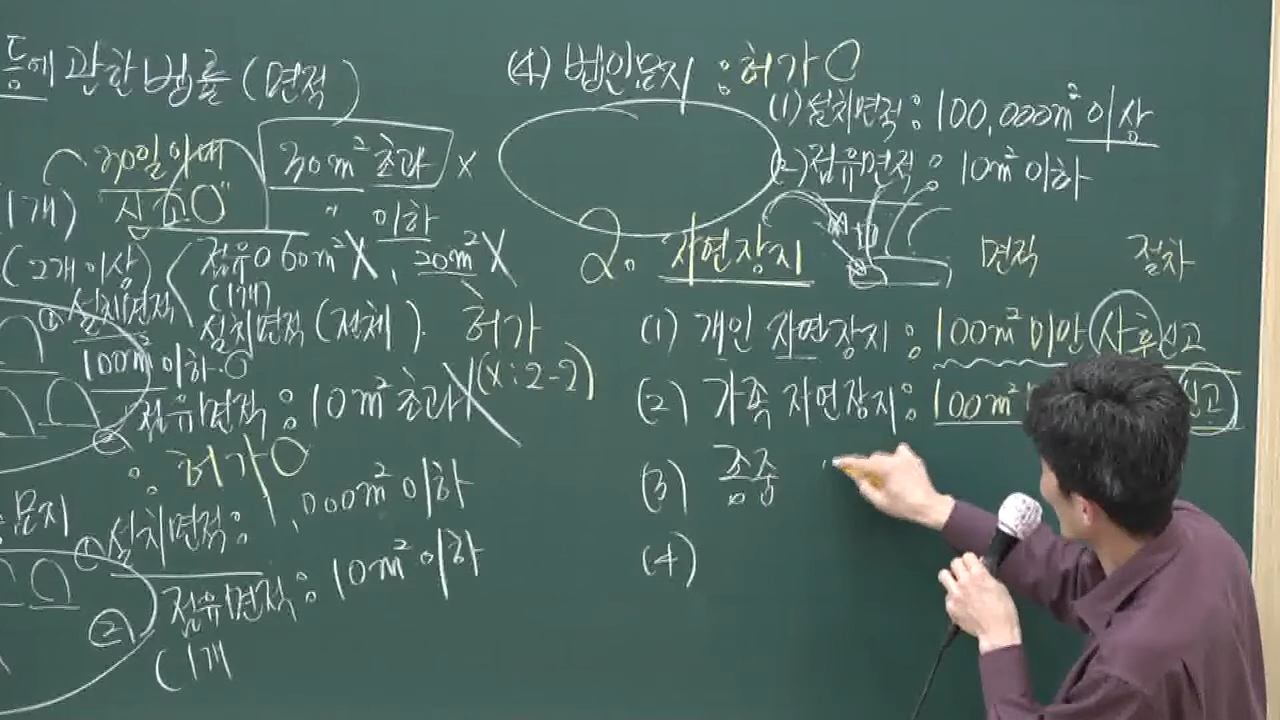 등에 관한 법률 (면적)
30일 이내
신고O
30m² 초과 X
" 이하
(1개)
(2개 이상)
점유 60m² X, 20m² X
(1개)
① 설치면적
설치면적 (전체). 허가
100m² 이하.O
② 점유면적 : 10m² 초과 X (X:2-2)
: 허가O
묘지
① 설치면적 : ,000m² 이하
② 점유면적 : 10m² 이하
(1개
(4) 법인묘지 : 허가 O
(1) 설치면적 : 100,000m² 이상
(2) 점유면적 : 10m² 이하
2. 자연장지
면적 절차
(1) 개인 자연장지 : 100m² 미만 사후신고
(2) 가족 자연장지 : 100m² 신고
(3) 종중
(4)